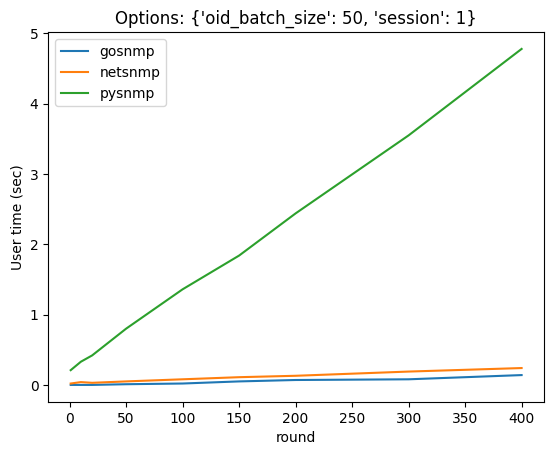 Options: {'oid_batch_size': 50, 'session': 1}
gosnmp
netsnmp
pysnmp
User time (sec)
5
4
3
2
1
0
0 50 100 150 200 250 300 350 400
round